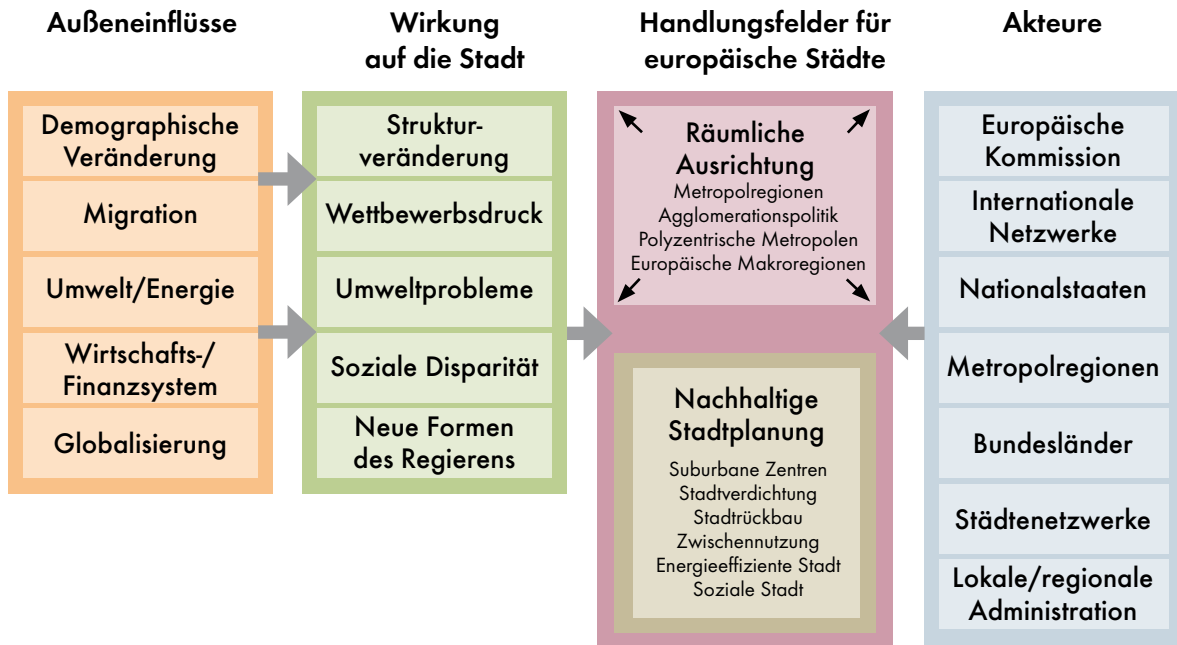 Außeneinflüsse
Demographische
Veränderung
Migration
Umwelt/Energie
Wirtschafts-/
Finanzsystem
Globalisierung
Wirkung
auf die Stadt
Struktur-
veränderung
Wettbewerbsdruck
Umweltprobleme
Soziale Disparität
Neue Formen
des Regierens
Handlungsfelder für
europäische Städte
Räumliche
Ausrichtung
Metropolregionen
Agglomerationspolitik
Polyzentrische Metropolen
Europäische Makroregionen
Nachhaltige
Stadtplanung
Suburbane Zentren
Stadtverdichtung
Stadtrückbau
Zwischennutzung
Energieeffiziente Stadt
Soziale Stadt
Akteure
Europäische
Kommission
Internationale
Netzwerke
Nationalstaaten
Metropolregionen
Bundesländer
Städtenetzwerke
Lokale/regionale
Administration